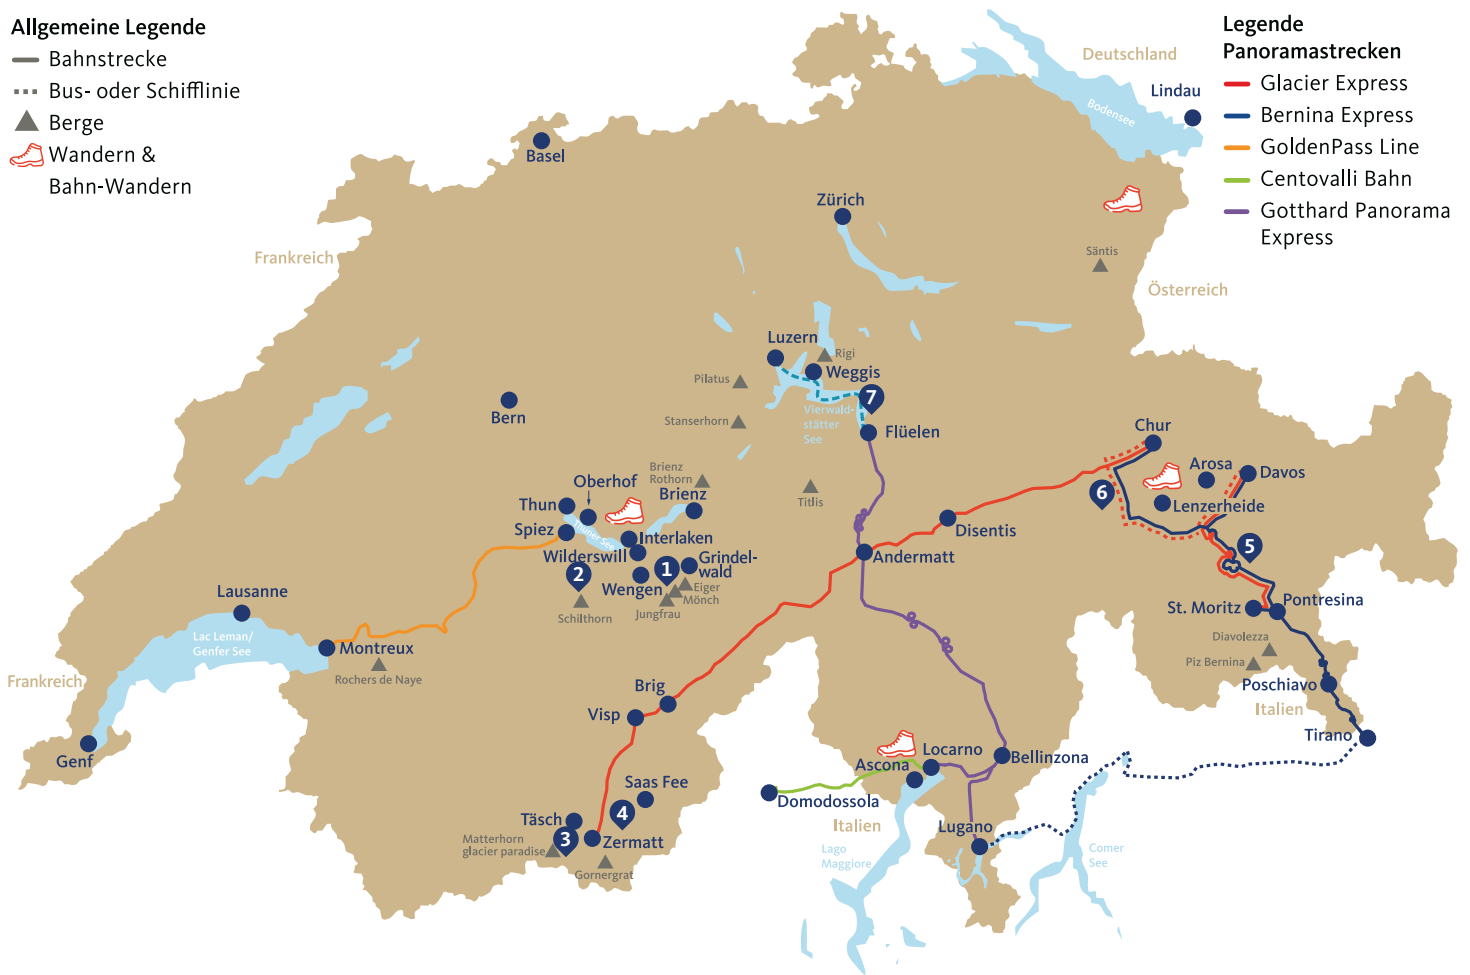 Allgemeine Legende
Bahnstrecke
Bus- oder Schifflinie
Berge
Wandern &
Bahn-Wandern
Legende
Panoramastrecken
Glacier Express
Bernina Express
GoldenPass Line
Centovalli Bahn
Gotthard Panorama
Express
Deutschland
Lindau
Bodensee
Basel
Zürich
Säntis
Frankreich
Österreich
Luzern
Rigi
Weggis
Pilatus
7
Vierwald-
stätter
See
Stanserhorn
Flüelen
Bern
Chur
Arosa
Davos
Lenzerheide
6
5
Brienz
Rothorn
Oberhof
Brienz
Titlis
Thun
Spiez
Thuner See
Interlaken
Wilderswill
Grindel-
wald
2
1
Wengen
Eiger
Mönch
Jungfrau
Schilthorn
Disentis
Andermatt
St. Moritz
Pontresina
Diavolezza
Piz Bernina
Poschiavo
Italien
Tirano
Lausanne
Lac Leman/
Genfer See
Montreux
Rochers de Naye
Frankreich
Genf
Brig
Visp
Saas Fee
Täsch
4
3
Zermatt
Matterhorn
glacier paradise
Gornergrat
Locarno
Ascona
Bellinzona
Domodossola
Italien
Lugano
Lago
Maggiore
Comer
See